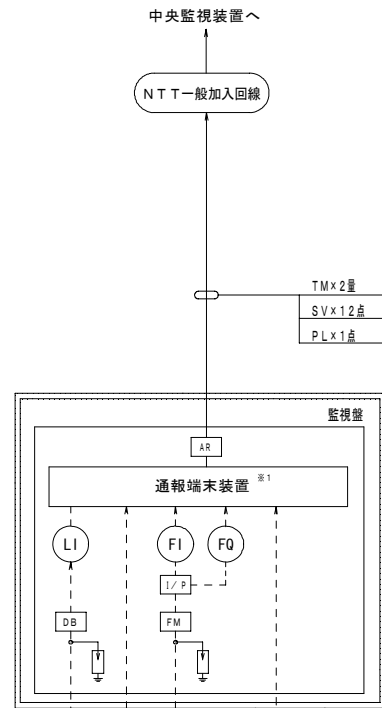 中央監視装置へ
NTT一般加入回線
TM×2量
SV×12点
PL×1点
監視盤
AR
通報端末装置 ※1
LI
FI
FQ
I/P
DB
FM